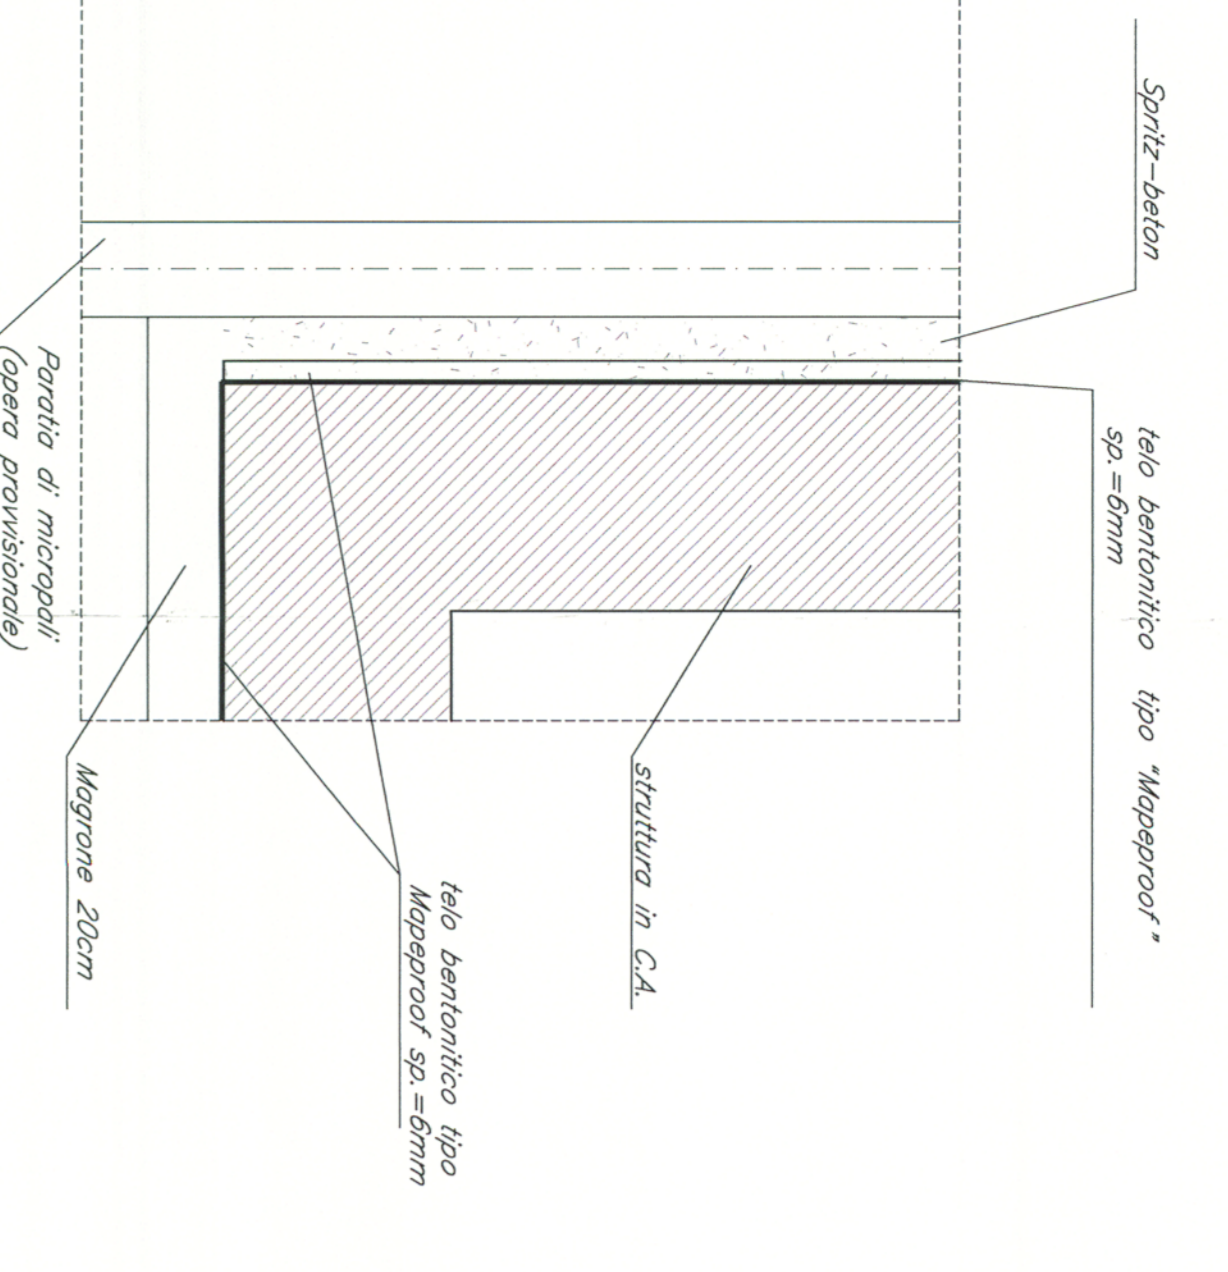 Spritz-beton
telo bentonitico tipo "Mapeproof"
sp.=6mm
struttura in C.A.
telo bentonitico tipo
Mapeproof sp.=6mm
Magrone 20cm
Paratia di micropali
(opera provvisionale)